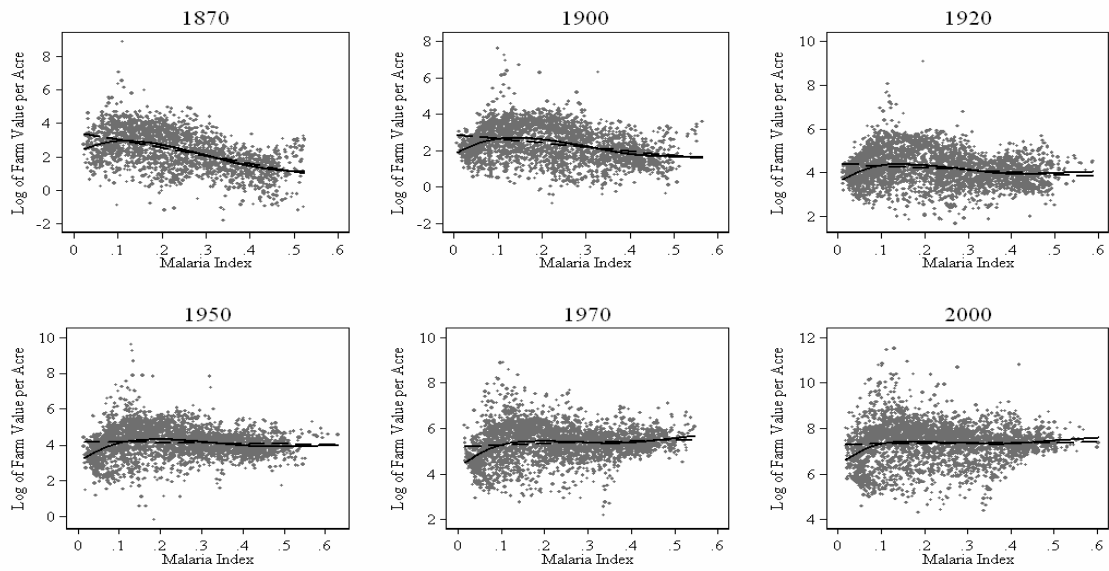 1870
Log of Farm Value per Acre
8
6
4
2
0
-2
0 .1 .2 .3 .4 .5 .6
Malaria Index
1900
Log of Farm Value per Acre
8
6
4
2
0
-2
0 .1 .2 .3 .4 .5 .6
Malaria Index
1920
Log of Farm Value per Acre
10
8
6
4
2
0 .1 .2 .3 .4 .5 .6
Malaria Index
1950
Log of Farm Value per Acre
10
8
6
4
2
0
0 .1 .2 .3 .4 .5 .6
Malaria Index
1970
Log of Farm Value per Acre
10
8
6
4
2
0 .1 .2 .3 .4 .5 .6
Malaria Index
2000
Log of Farm Value per Acre
12
10
8
6
4
0 .1 .2 .3 .4 .5 .6
Malaria Index